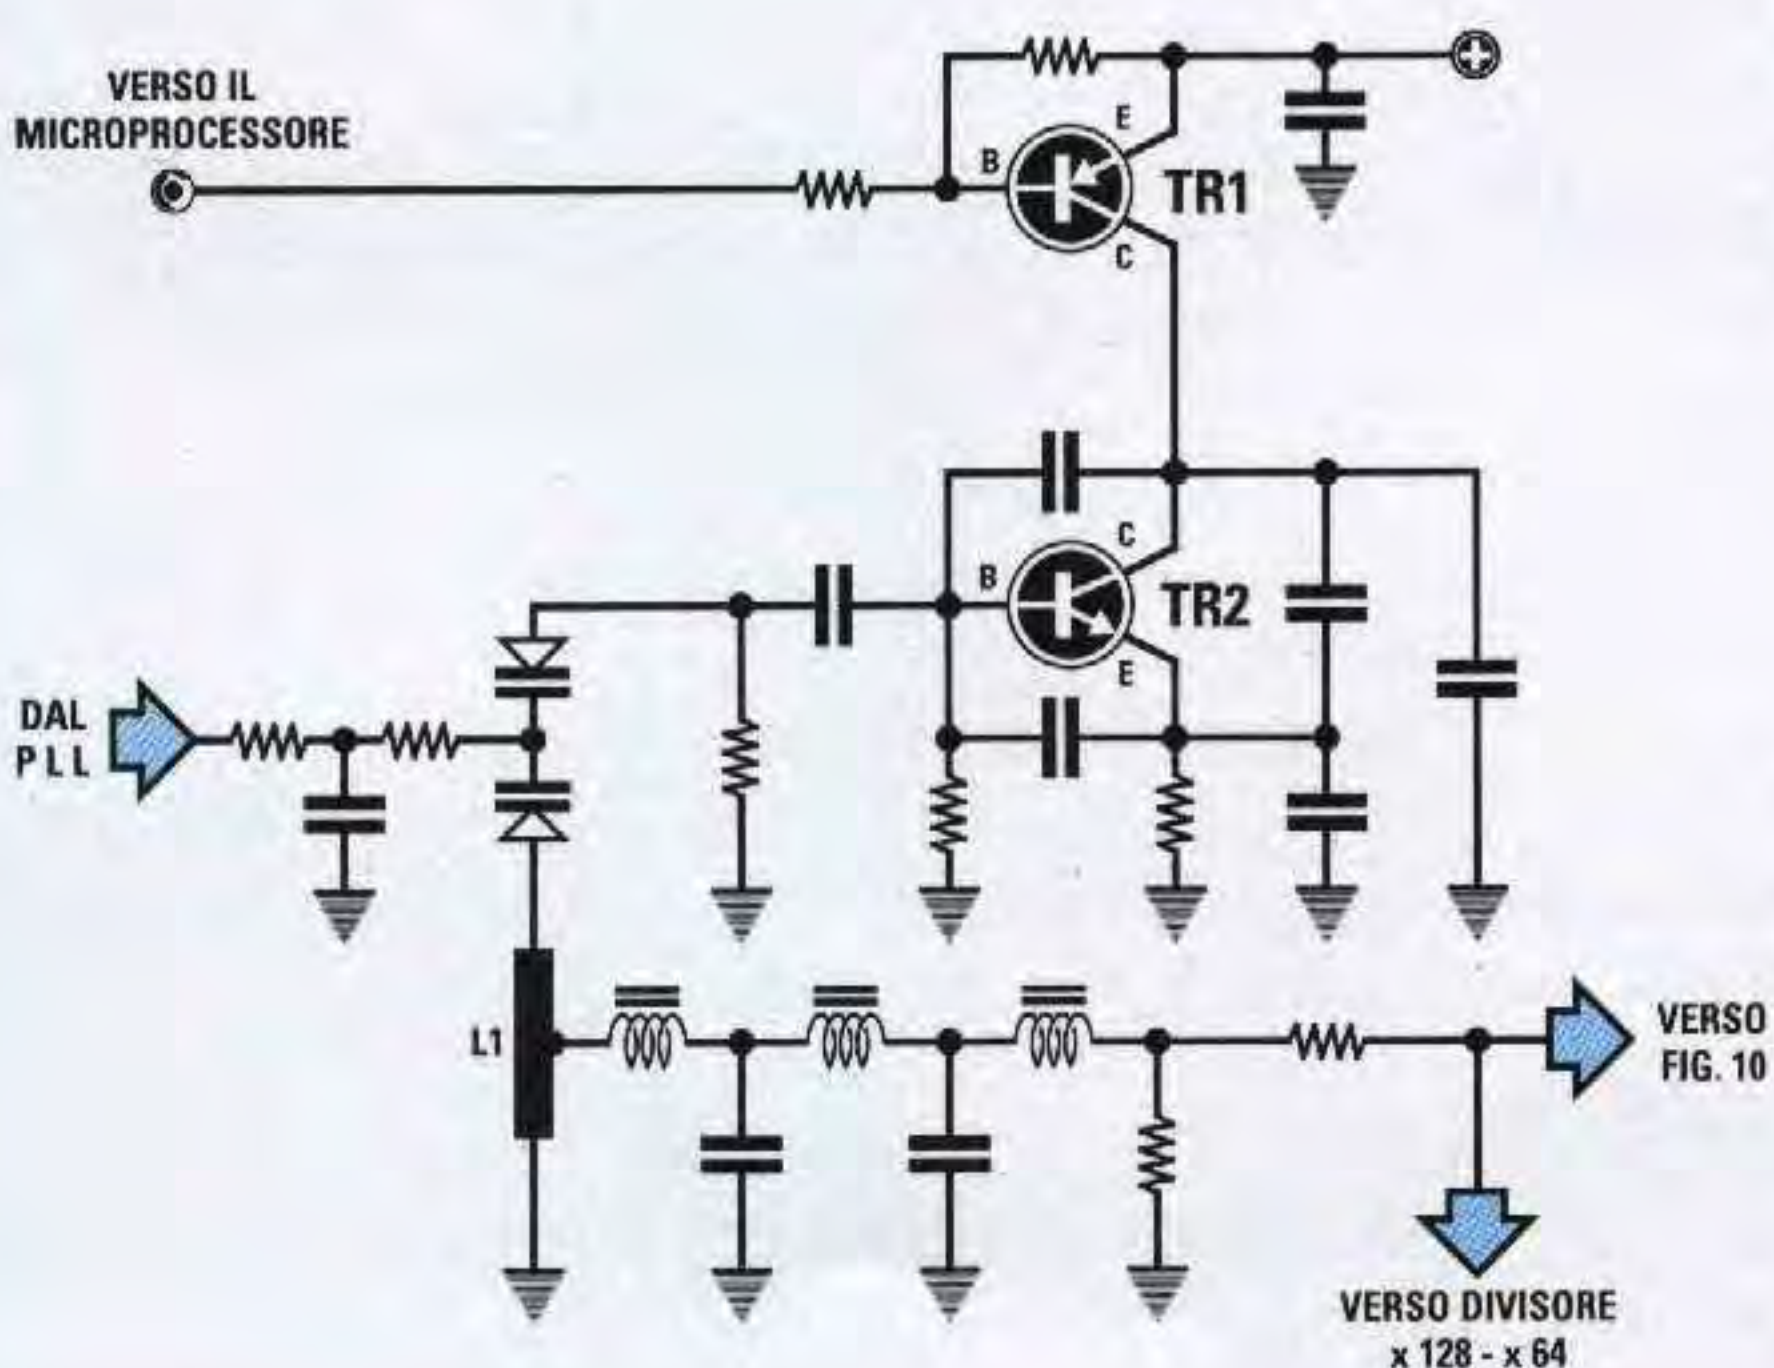 VERSO IL
MICROPROCESSORE
E
B
TR1
C
C
B
TR2
E
DAL
PLL
L1
VERSO
FIG. 10
VERSO DIVISORE
x 128 - x 64